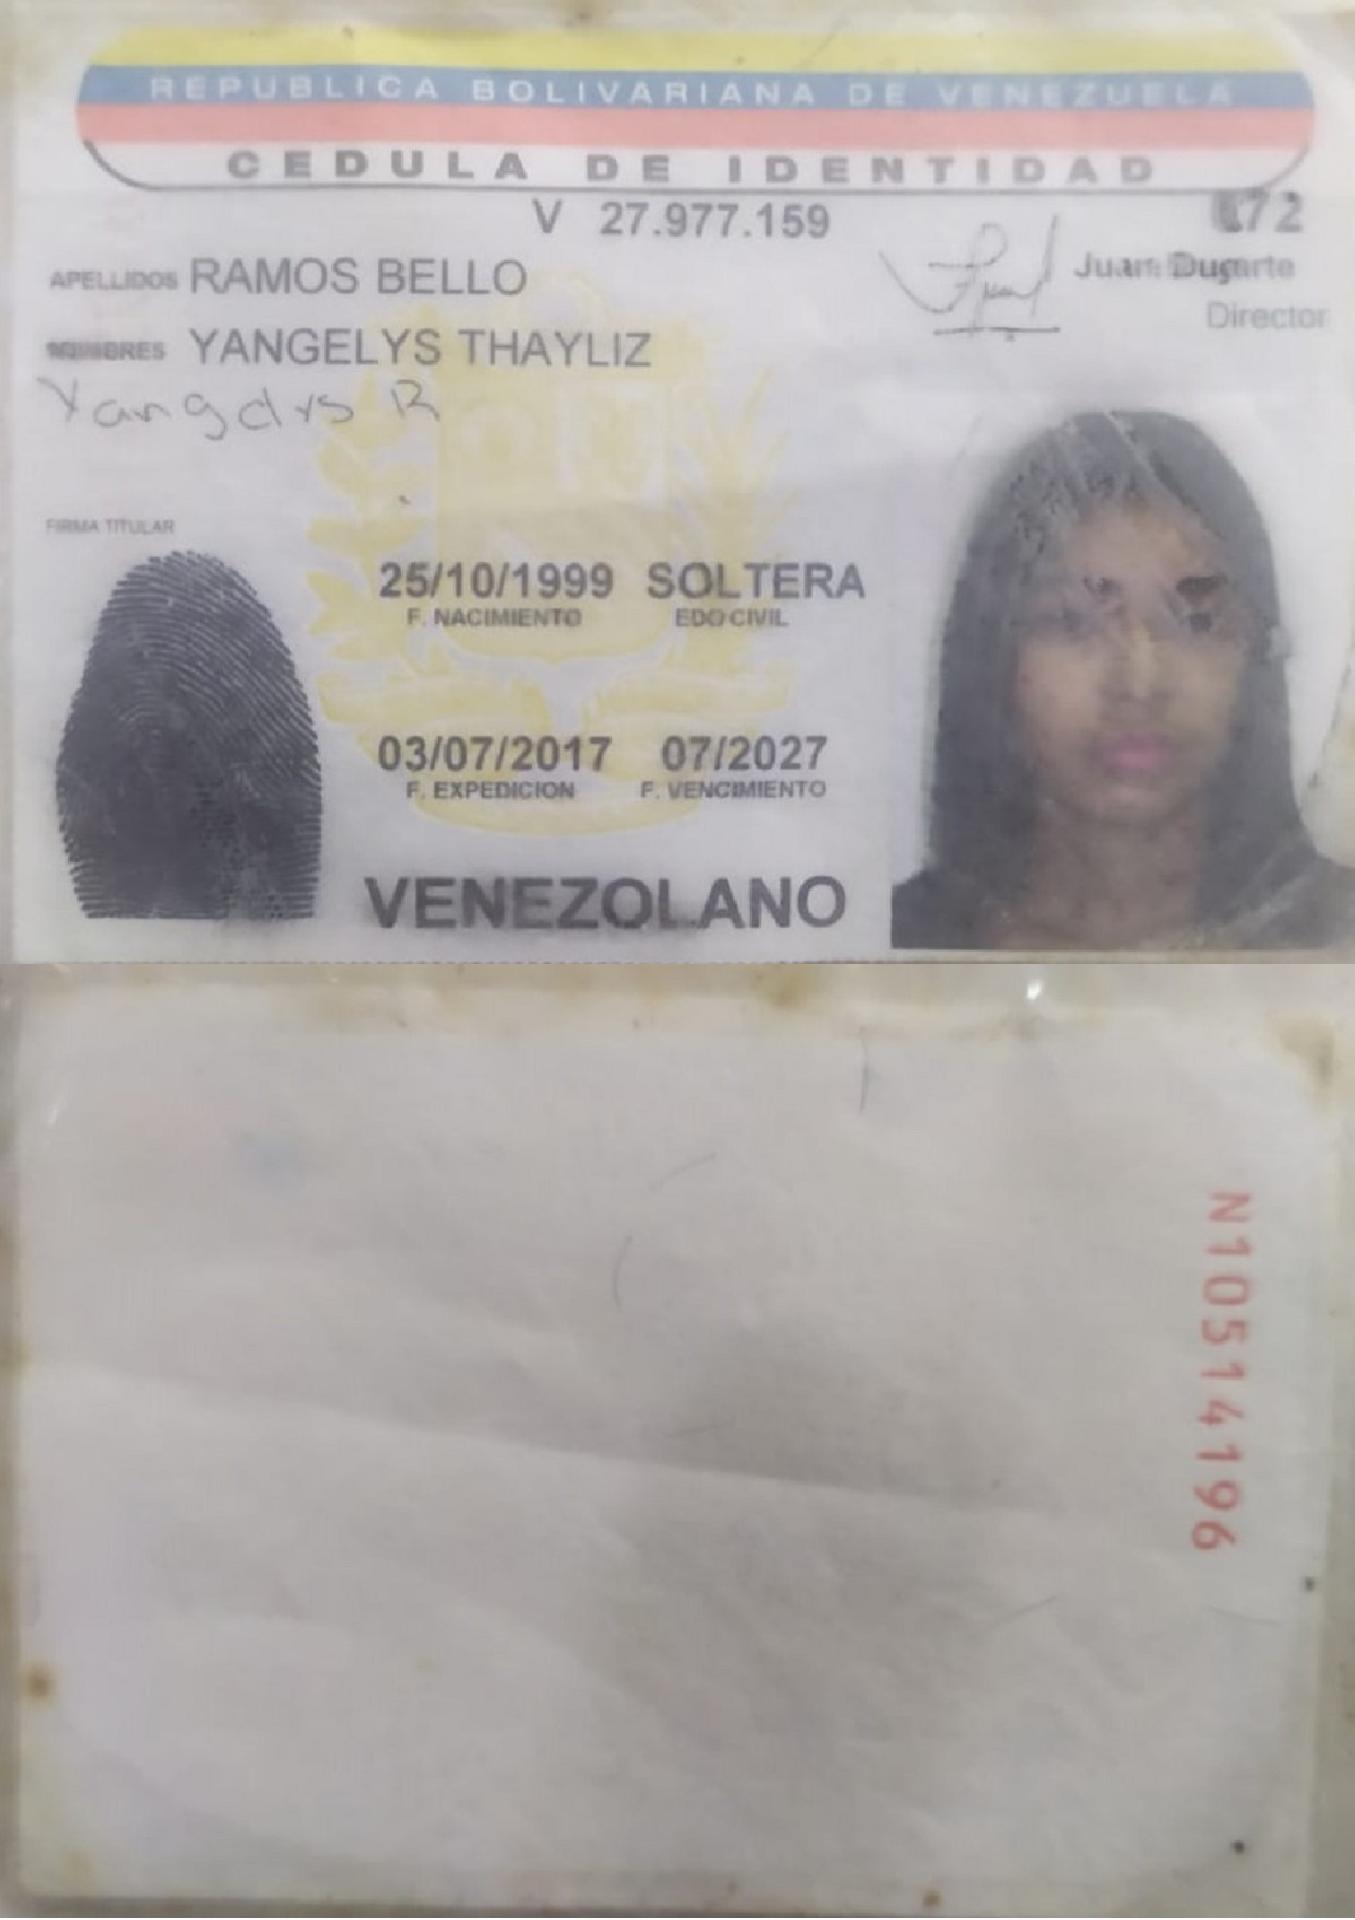 REPUBLICA BOLIVARIANA DE VENEZUELA
CEDULA DE IDENTIDAD
V 27.977.159
72
APELLIDOS RAMOS BELLO
Juan Dugarte
Director
NOMBRES YANGELYS THAYLIZ
Yangelys R
FIRMA TITULAR
25/10/1999 SOLTERA
F. NACIMIENTO EDO CIVIL
03/07/2017 07/2027
F. EXPEDICION F. VENCIMIENTO
VENEZOLANO
N10514196